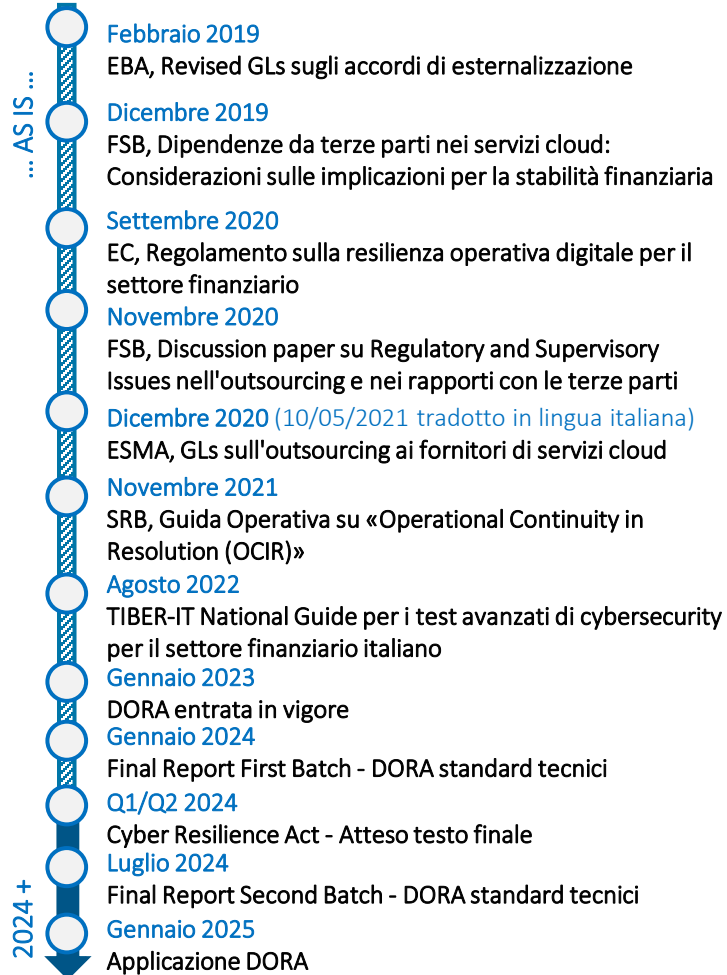 ... AS IS ...
Febbraio 2019
EBA, Revised GLs sugli accordi di esternalizzazione
Dicembre 2019
FSB, Dipendenze da terze parti nei servizi cloud:
Considerazioni sulle implicazioni per la stabilità finanziaria
Settembre 2020
EC, Regolamento sulla resilienza operativa digitale per il
settore finanziario
Novembre 2020
FSB, Discussion paper su Regulatory and Supervisory
Issues nell'outsourcing e nei rapporti con le terze parti
Dicembre 2020 (10/05/2021 tradotto in lingua italiana)
ESMA, GLs sull'outsourcing ai fornitori di servizi cloud
Novembre 2021
SRB, Guida Operativa su «Operational Continuity in
Resolution (OCIR)»
Agosto 2022
TIBER-IT National Guide per i test avanzati di cybersecurity
per il settore finanziario italiano
Gennaio 2023
DORA entrata in vigore
Gennaio 2024
Final Report First Batch - DORA standard tecnici
Q1/Q2 2024
Cyber Resilience Act - Atteso testo finale
Luglio 2024
Final Report Second Batch - DORA standard tecnici
2024 +
Gennaio 2025
Applicazione DORA